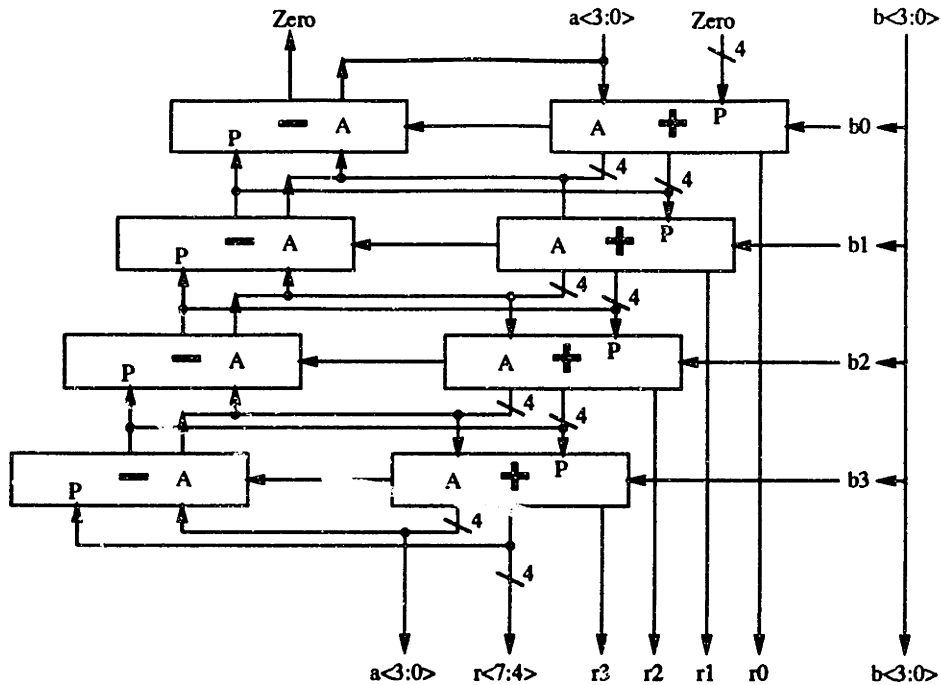 Zero a<3:0> Zero b<3:0>
4
P − A A + P b0
4 4
P − A A + P b1
4 4
P − A A + P b2
4 4
P − A A + P b3
4
4
a<3:0> r<7:4> r3 r2 r1 r0 b<3:0>